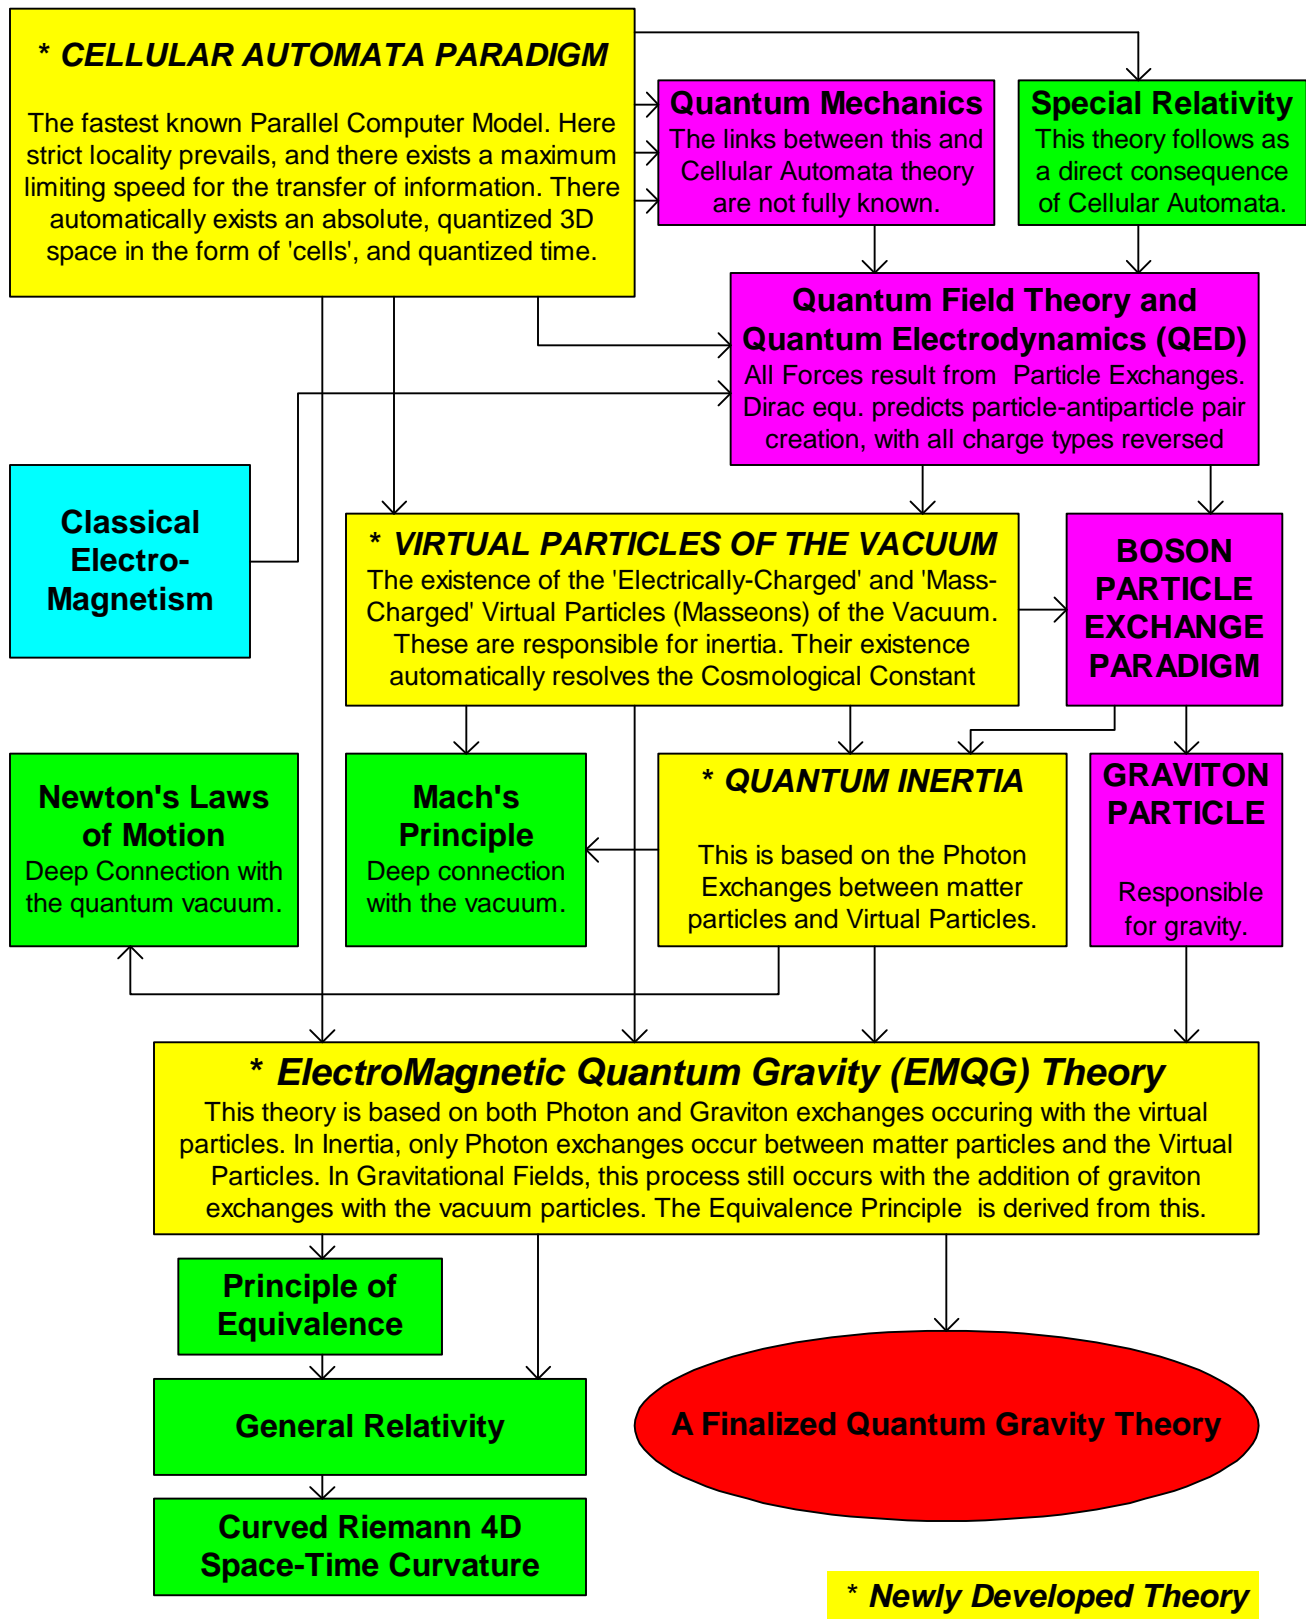 * CELLULAR AUTOMATA PARADIGM
The fastest known Parallel Computer Model. Here
strict locality prevails, and there exists a maximum
limiting speed for the transfer of information. There
automatically exists an absolute, quantized 3D
space in the form of 'cells', and quantized time.
Quantum Mechanics
The links between this and
Cellular Automata theory
are not fully known.
Special Relativity
This theory follows as
a direct consequence
of Cellular Automata.
Quantum Field Theory and
Quantum Electrodynamics (QED)
All Forces result from  Particle Exchanges.
Dirac equ. predicts particle-antiparticle pair
creation, with all charge types reversed
Classical
Electro-
Magnetism
* VIRTUAL PARTICLES OF THE VACUUM
The existence of the 'Electrically-Charged' and 'Mass-
Charged' Virtual Particles (Masseons) of the Vacuum.
These are responsible for inertia. Their existence
automatically resolves the Cosmological Constant
BOSON
PARTICLE
EXCHANGE
PARADIGM
Newton's Laws
of Motion
Deep Connection with
the quantum vacuum.
Mach's
Principle
Deep connection
with the vacuum.
* QUANTUM INERTIA
This is based on the Photon
Exchanges between matter
particles and Virtual Particles.
GRAVITON
PARTICLE
Responsible
for gravity.
* ElectroMagnetic Quantum Gravity (EMQG) Theory
This theory is based on both Photon and Graviton exchanges occuring with the virtual
particles. In Inertia, only Photon exchanges occur between matter particles and the Virtual
Particles. In Gravitational Fields, this process still occurs with the addition of graviton
exchanges with the vacuum particles. The Equivalence Principle  is derived from this.
Principle of
Equivalence
General Relativity
A Finalized Quantum Gravity Theory
Curved Riemann 4D
Space-Time Curvature
* Newly Developed Theory